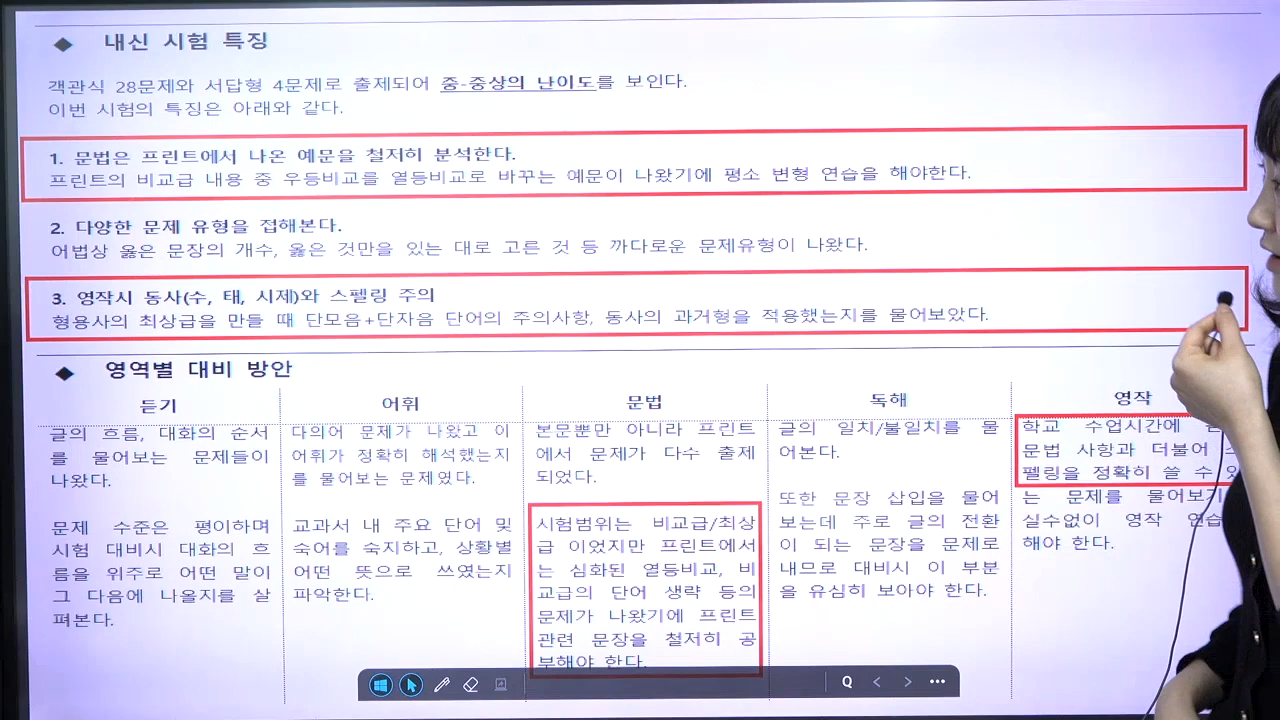 ◆ 내신 시험 특징
객관식 28문제와 서답형 4문제로 출제되어 중-중상의 난이도를 보인다.
이번 시험의 특징은 아래와 같다.
1. 문법은 프린트에서 나온 예문을 철저히 분석한다.
프린트의 비교급 내용 중 우등비교를 열등비교로 바꾸는 예문이 나왔기에 평소 변형 연습을 해야한다.
2. 다양한 문제 유형을 접해본다.
어법상 옳은 문장의 개수, 옳은 것만을 있는 대로 고른 것 등 까다로운 문제유형이 나왔다.
3. 영작시 동사(수, 태, 시제)와 스펠링 주의
형용사의 최상급을 만들 때 단모음+단자음 단어의 주의사항, 동사의 과거형을 적용했는지를 물어보았다.
◆ 영역별 대비 방안
듣기
글의 흐름, 대화의 순서
를 물어보는 문제들이
나왔다.
문제 수준은 평이하며
시험 대비시 대화의 흐
름을 위주로 어떤 말이
그 다음에 나올지를 살
펴본다.
어휘
다의어 문제가 나왔고 이
어휘가 정확히 해석했는지
를 물어보는 문제였다.
교과서 내 주요 단어 및
숙어를 숙지하고, 상황별
어떤 뜻으로 쓰였는지
파악한다.
문법
본문뿐만 아니라 프린트
에서 문제가 다수 출제
되었다.
시험범위는 비교급/최상
급 이었지만 프린트에서
는 심화된 열등비교, 비
교급의 단어 생략 등의
문제가 나왔기에 프린트
관련 문장을 철저히 공
부해야 한다.
독해
글의 일치/불일치를 물
어본다.
또한 문장 삽입을 물어
보는데 주로 글의 전환
이 되는 문장을 문제로
내므로 대비시 이 부분
을 유심히 보아야 한다.
영작
학교 수업시간에
문법 사항과 더불어
펠링을 정확히 쓸 수
는 문제를 물어보기
실수없이 영작 연습
해야 한다.